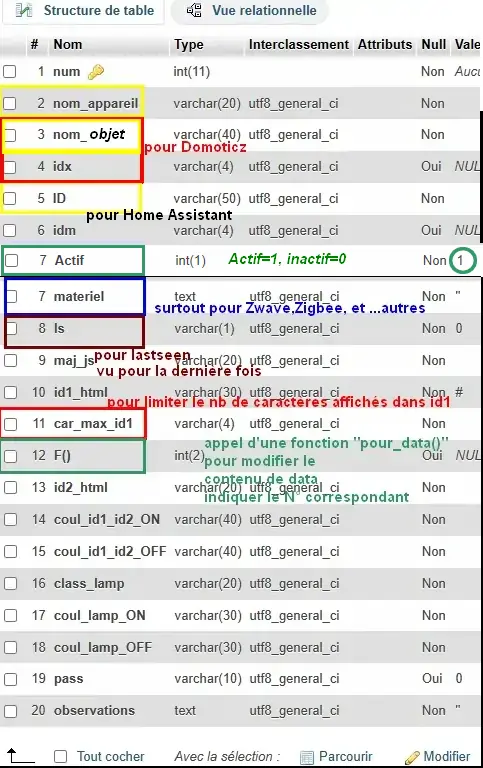 Structure de table Vue relationnelle
# Nom Type Interclassement Attributs Null Vale
1 num int(11) Non Aucu
2 nom_appareil varchar(20) utf8_general_ci Non
3 nom_objet varchar(40) utf8_general_ci Non
pour Domoticz
4 idx varchar(4) utf8_general_ci Oui NUL
5 ID varchar(50) utf8_general_ci Non
pour Home Assistant
6 idm varchar(4) utf8_general_ci Oui NUL
7 Actif int(1) Actif=1, inactif=0 Non 1
7 materiel text utf8_general_ci Non "
surtout pour Zwave,Zigbee, et ...autres
8 ls varchar(1) utf8_general_ci Non 0
pour lastseen
9 maj_js varchar(20) utf8_general_ci Non
vu pour la dernière fois
10 id1_html varchar(30) utf8_general_ci Non #
pour limiter le nb de caractères affichés dans id1
11 car_max_id1 varchar(4) utf8_general_ci Non
appel d'une fonction "pour_data()"
12 F() int(2) Oui NUL
pour modifier le
contenu de data
13 id2_html varchar(20) utf8_general_ci Non
indiquer le N° correspondant
14 coul_id1_id2_ON varchar(40) utf8_general_ci Non
15 coul_id1_id2_OFF varchar(40) utf8_general_ci Non
16 class_lamp varchar(20) utf8_general_ci Non
17 coul_lamp_ON varchar(30) utf8_general_ci Non
18 coul_lamp_OFF varchar(30) utf8_general_ci Non
19 pass varchar(10) utf8_general_ci Oui 0
20 observations text utf8_general_ci Non "
Tout cocher Avec la sélection : Parcourir Modifier